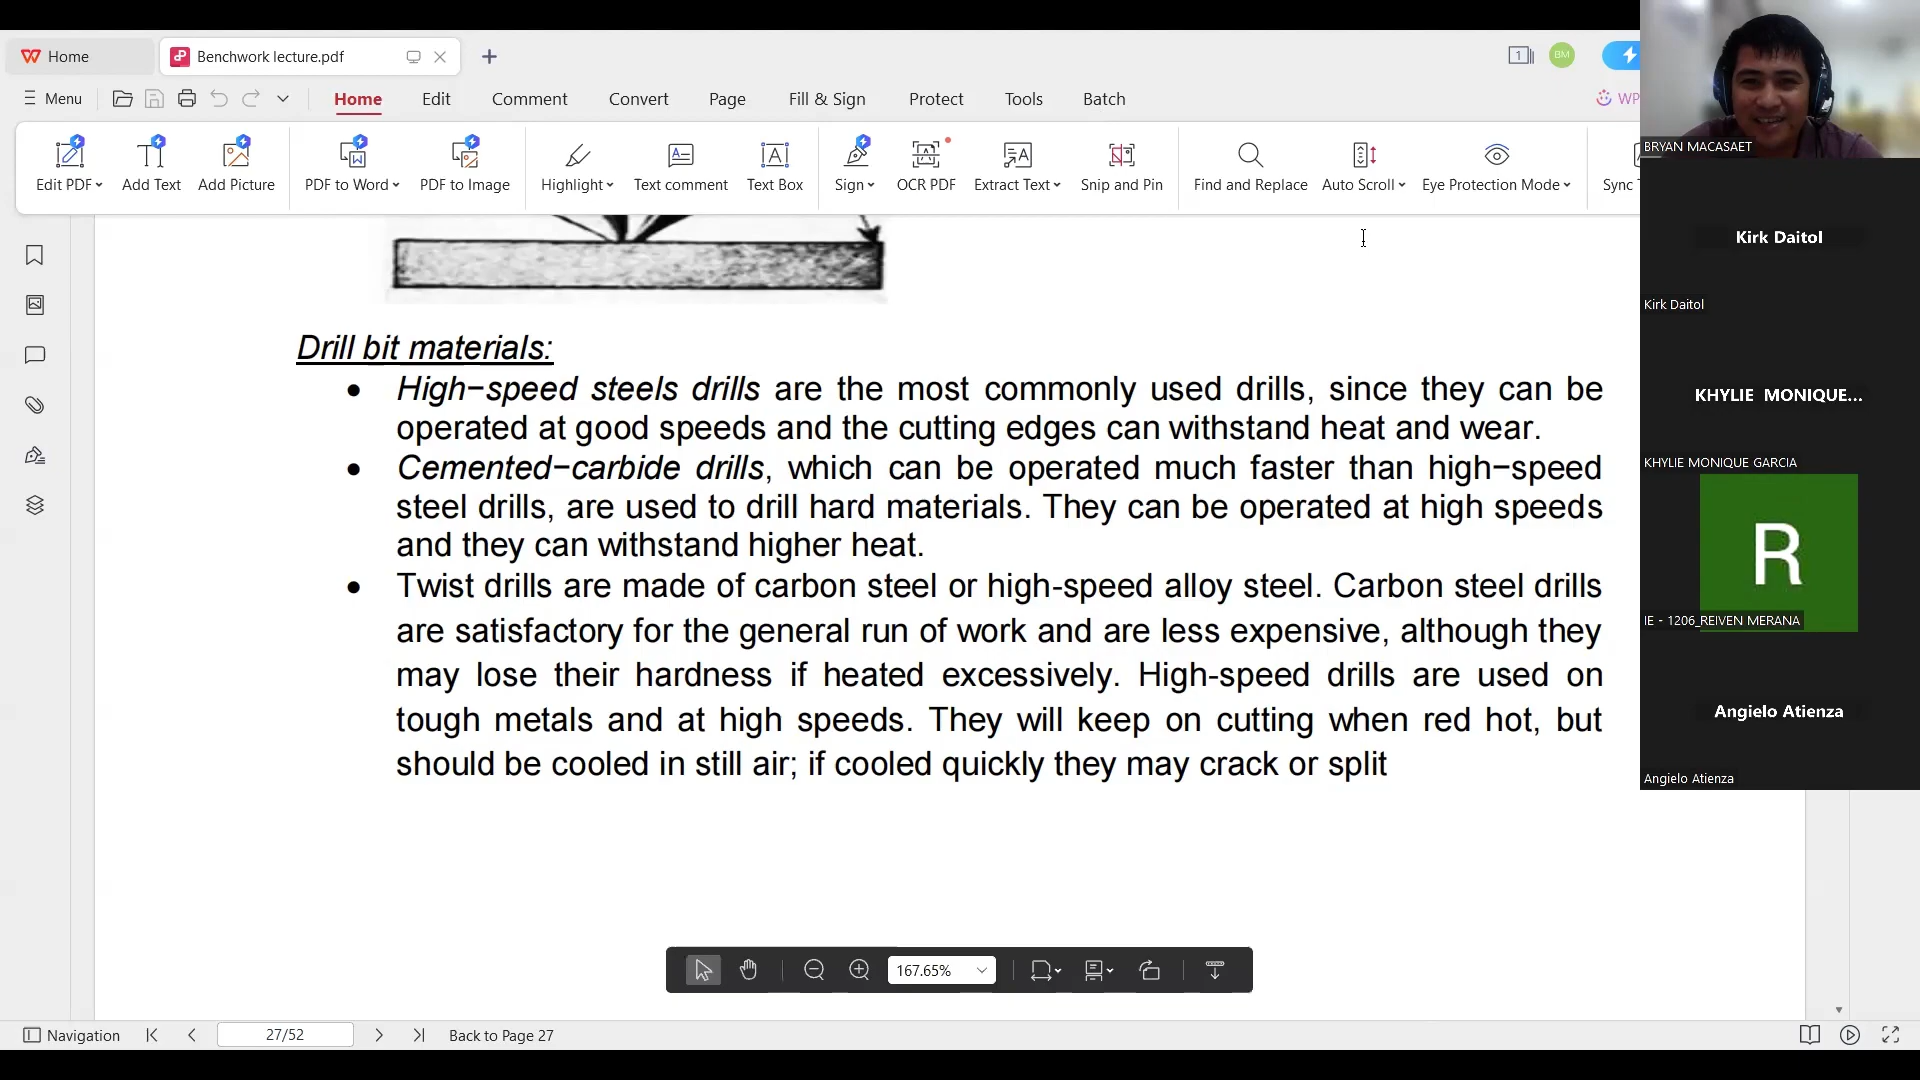 Home
Benchwork lecture.pdf
1
BM
Menu
Home
Edit
Comment
Convert
Page
Fill & Sign
Protect
Tools
Batch
WP
Edit PDF
Add Text
Add Picture
PDF to Word
PDF to Image
Highlight
Text comment
Text Box
Sign
OCR PDF
Extract Text
Snip and Pin
Find and Replace
Auto Scroll
Eye Protection Mode
Sync T
Drill bit materials:
• High−speed steels drills are the most commonly used drills, since they can be
operated at good speeds and the cutting edges can withstand heat and wear.
• Cemented−carbide drills, which can be operated much faster than high−speed
steel drills, are used to drill hard materials. They can be operated at high speeds
and they can withstand higher heat.
• Twist drills are made of carbon steel or high-speed alloy steel. Carbon steel drills
are satisfactory for the general run of work and are less expensive, although they
may lose their hardness if heated excessively. High-speed drills are used on
tough metals and at high speeds. They will keep on cutting when red hot, but
should be cooled in still air; if cooled quickly they may crack or split
167.65%
Navigation
27/52
Back to Page 27
BRYAN MACASAET
Kirk Daitol
Kirk Daitol
KHYLIE MONIQUE...
KHYLIE MONIQUE GARCIA
R
IE - 1206_REIVEN MERANA
Angielo Atienza
Angielo Atienza